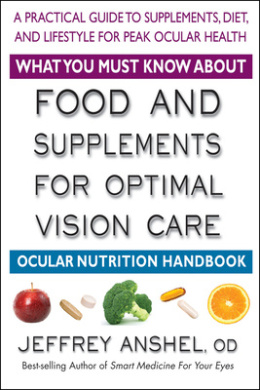 A PRACTICAL GUIDE TO SUPPLEMENTS, DIET,
AND LIFESTYLE FOR PEAK OCULAR HEALTH
WHAT YOU MUST KNOW ABOUT
FOOD AND
SUPPLEMENTS
FOR OPTIMAL
VISION CARE
OCULAR NUTRITION HANDBOOK
JEFFREY ANSHEL, OD
Best-selling Author of Smart Medicine For Your Eyes